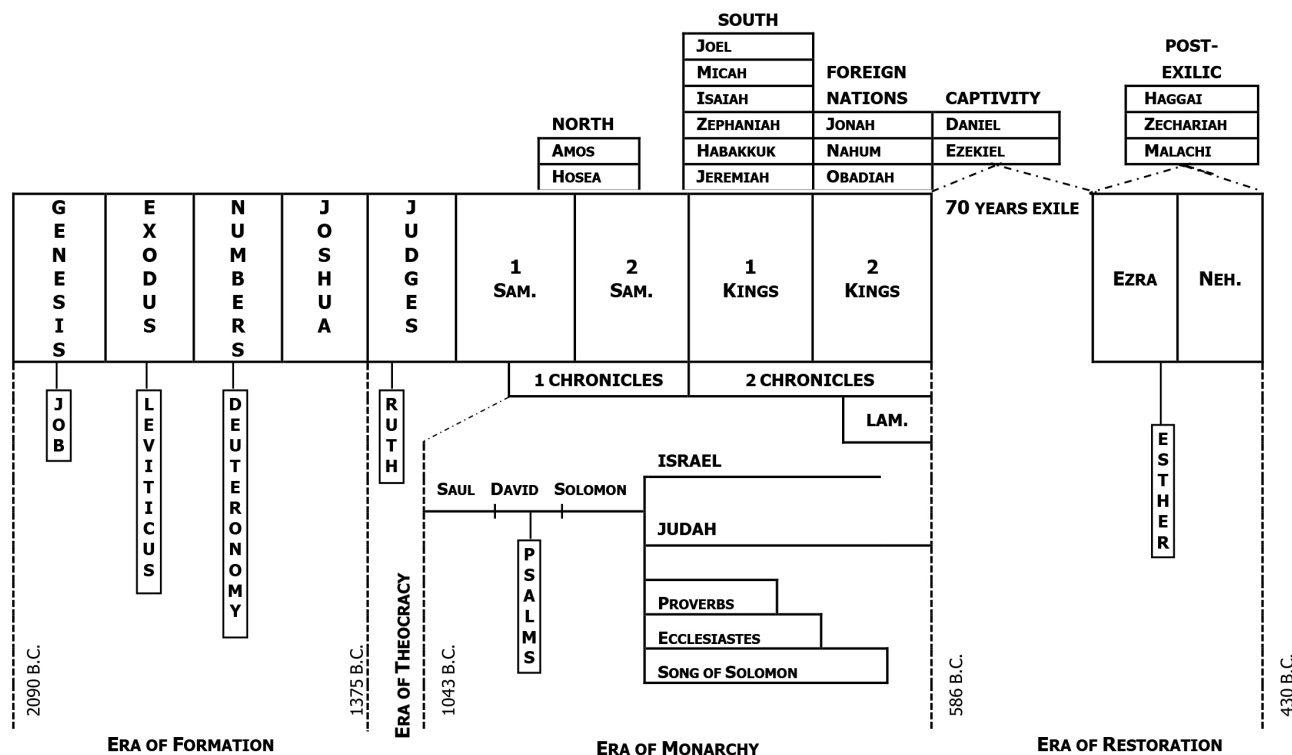 SOUTH
JOEL
MICAH
ISAIAH
ZEPHANIAH
HABAKKUK
JEREMIAH
FOREIGN
NATIONS
JONAH
NAHUM
OBADIAH
CAPTIVITY
DANIEL
EZEKIEL
POST-
EXILIC
HAGGAI
ZECHARIAH
MALACHI
NORTH
AMOS
HOSEA
GENESIS
EXODUS
NUMBERS
JOSHUA
JUDGES
1
SAM.
2
SAM.
1
KINGS
2
KINGS
70 YEARS EXILE
EZRA
NEH.
JOB
LEVITICUS
DEUTERONOMY
RUTH
1 CHRONICLES
2 CHRONICLES
LAM.
ESTHER
SAUL DAVID SOLOMON
ISRAEL
JUDAH
PSALMS
PROVERBS
ECCLESIASTES
SONG OF SOLOMON
2090 B.C.
1375 B.C.
ERA OF THEOCRACY
1043 B.C.
586 B.C.
430 B.C.
ERA OF FORMATION
ERA OF MONARCHY
ERA OF RESTORATION